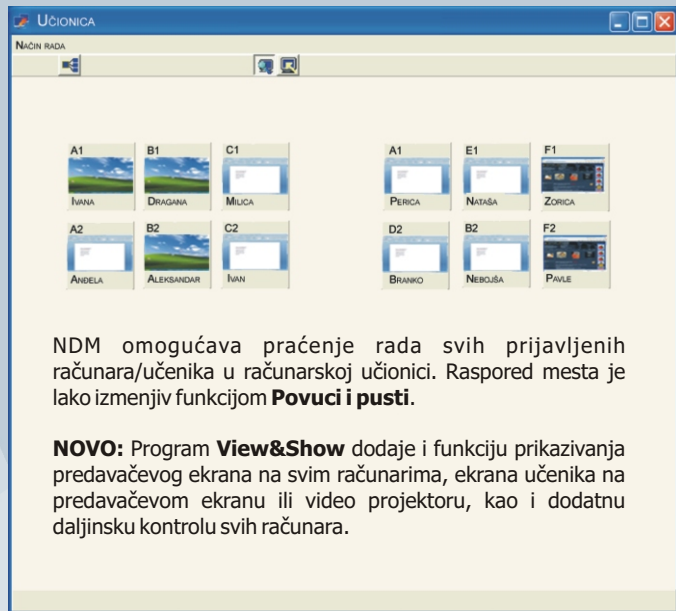 Učionica
Način rada
A1 B1 C1 A1 E1 F1
Ivana Dragana Milica Perica Nataša Zorica
A2 B2 C2 D2 B2 F2
Anđela Aleksandar Ivan Branko Nebojša Pavle
NDM omogućava praćenje rada svih prijavljenih
računara/učenika u računarskoj učionici. Raspored mesta je
lako izmenjiv funkcijom Povuci i pusti.
NOVO: Program View&Show dodaje i funkciju prikazivanja
predavačevog ekrana na svim računarima, ekrana učenika na
predavačevom ekranu ili video projektoru, kao i dodatnu
daljinsku kontrolu svih računara.